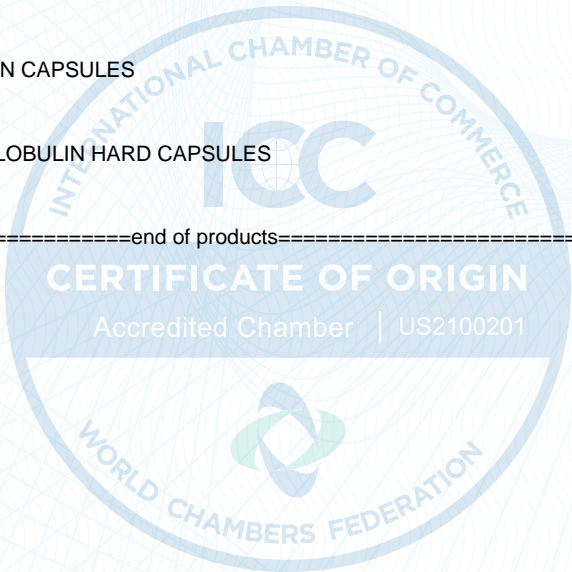 N CAPSULES
INTERNATIONAL CHAMBER OF COMMERCE
ICC
LOBULIN HARD CAPSULES
===========end of products========================
CERTIFICATE OF ORIGIN
Accredited Chamber | US2100201
WORLD CHAMBERS FEDERATION